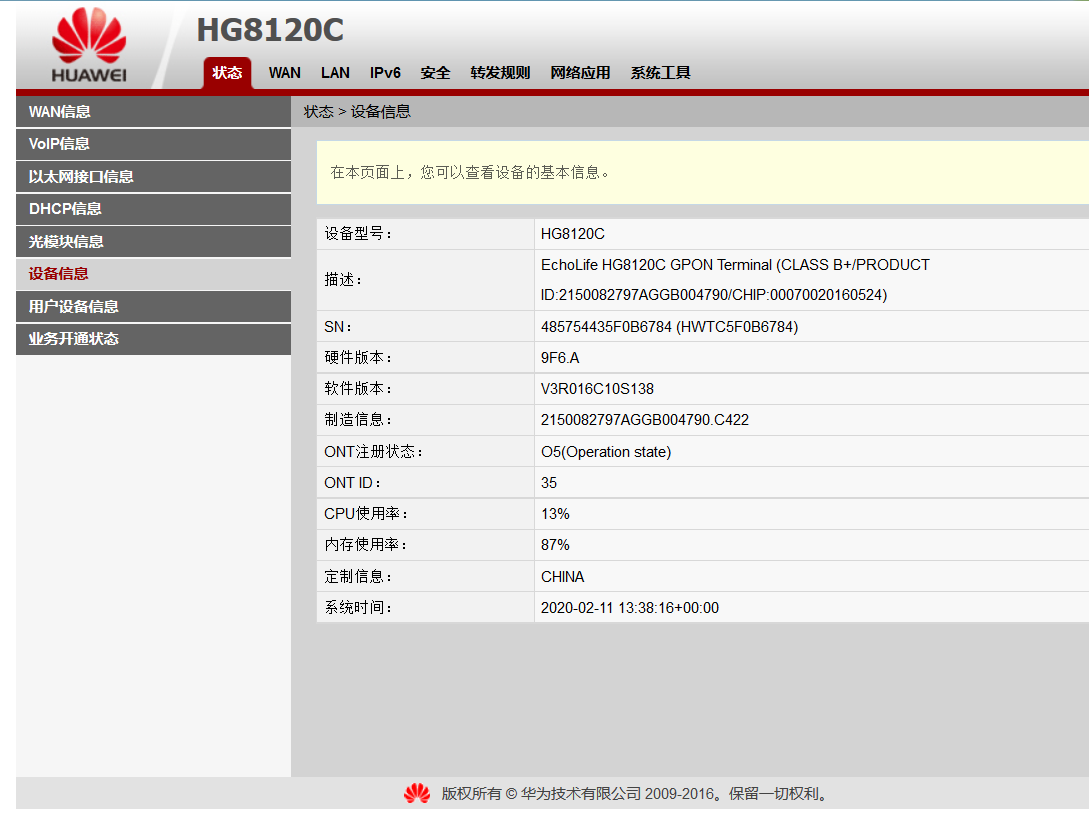 HUAWEI
HG8120C
状态 WAN LAN IPv6 安全 转发规则 网络应用 系统工具
WAN信息
VoIP信息
以太网接口信息
DHCP信息
光模块信息
设备信息
用户设备信息
业务开通状态
状态 > 设备信息
在本页面上，您可以查看设备的基本信息。
设备型号： HG8120C
描述： EchoLife HG8120C GPON Terminal (CLASS B+/PRODUCT
ID:2150082797AGGB004790/CHIP:00070020160524)
SN： 485754435F0B6784 (HWTC5F0B6784)
硬件版本： 9F6.A
软件版本： V3R016C10S138
制造信息： 2150082797AGGB004790.C422
ONT注册状态： O5(Operation state)
ONT ID： 35
CPU使用率： 13%
内存使用率： 87%
定制信息： CHINA
系统时间： 2020-02-11 13:38:16+00:00
版权所有 © 华为技术有限公司 2009-2016。保留一切权利。